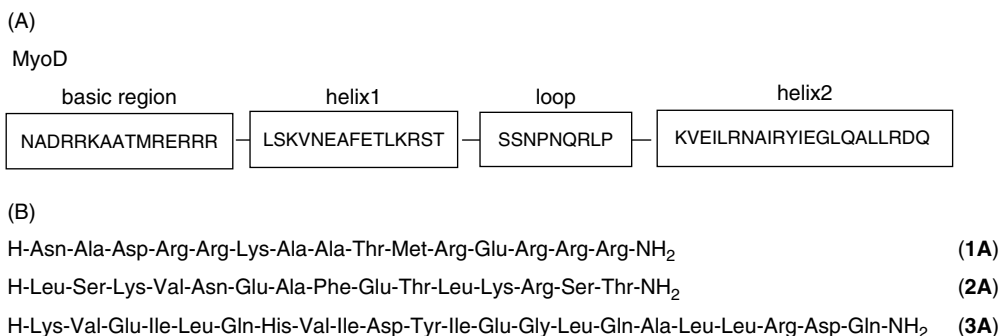 (A)
MyoD
basic region helix1 loop helix2
NADRRKAATMRERRR LSKVNEAFETLKRST SSNPNQRLP KVEILRNAIRYIEGLQALLRDQ
(B)
H-Asn-Ala-Asp-Arg-Arg-Lys-Ala-Ala-Thr-Met-Arg-Glu-Arg-Arg-Arg-NH2 (1A)
H-Leu-Ser-Lys-Val-Asn-Glu-Ala-Phe-Glu-Thr-Leu-Lys-Arg-Ser-Thr-NH2 (2A)
H-Lys-Val-Glu-Ile-Leu-Gln-His-Val-Ile-Asp-Tyr-Ile-Glu-Gly-Leu-Gln-Ala-Leu-Leu-Arg-Asp-Gln-NH2 (3A)